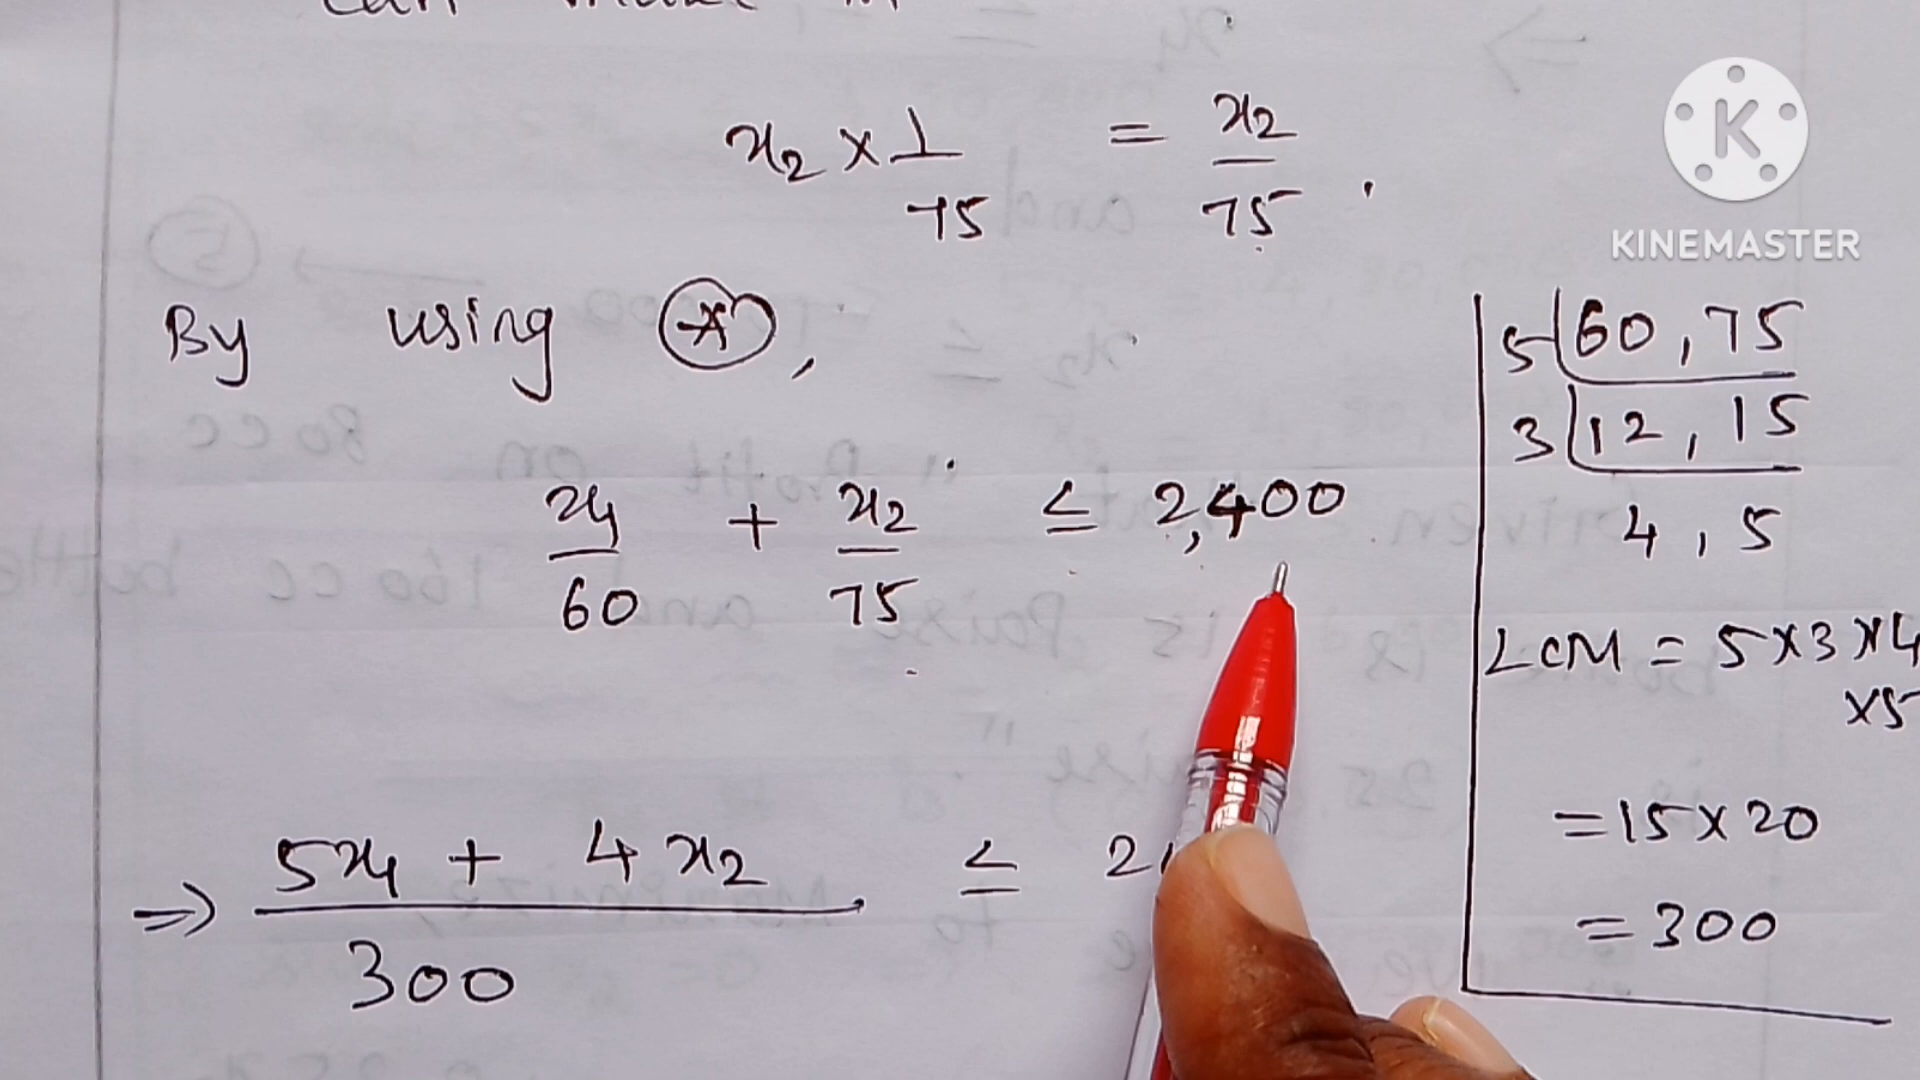 x₂ × 1/75 = x₂/75 .
By using (*),
x₁/60 + x₂/75 ≤ 2,400
⇒ (5x₁ + 4x₂)/300 ≤
5 | 60, 75
3 | 12, 15
4, 5
LCM = 5×3×4
×5
= 15×20
= 300
K
KINEMASTER